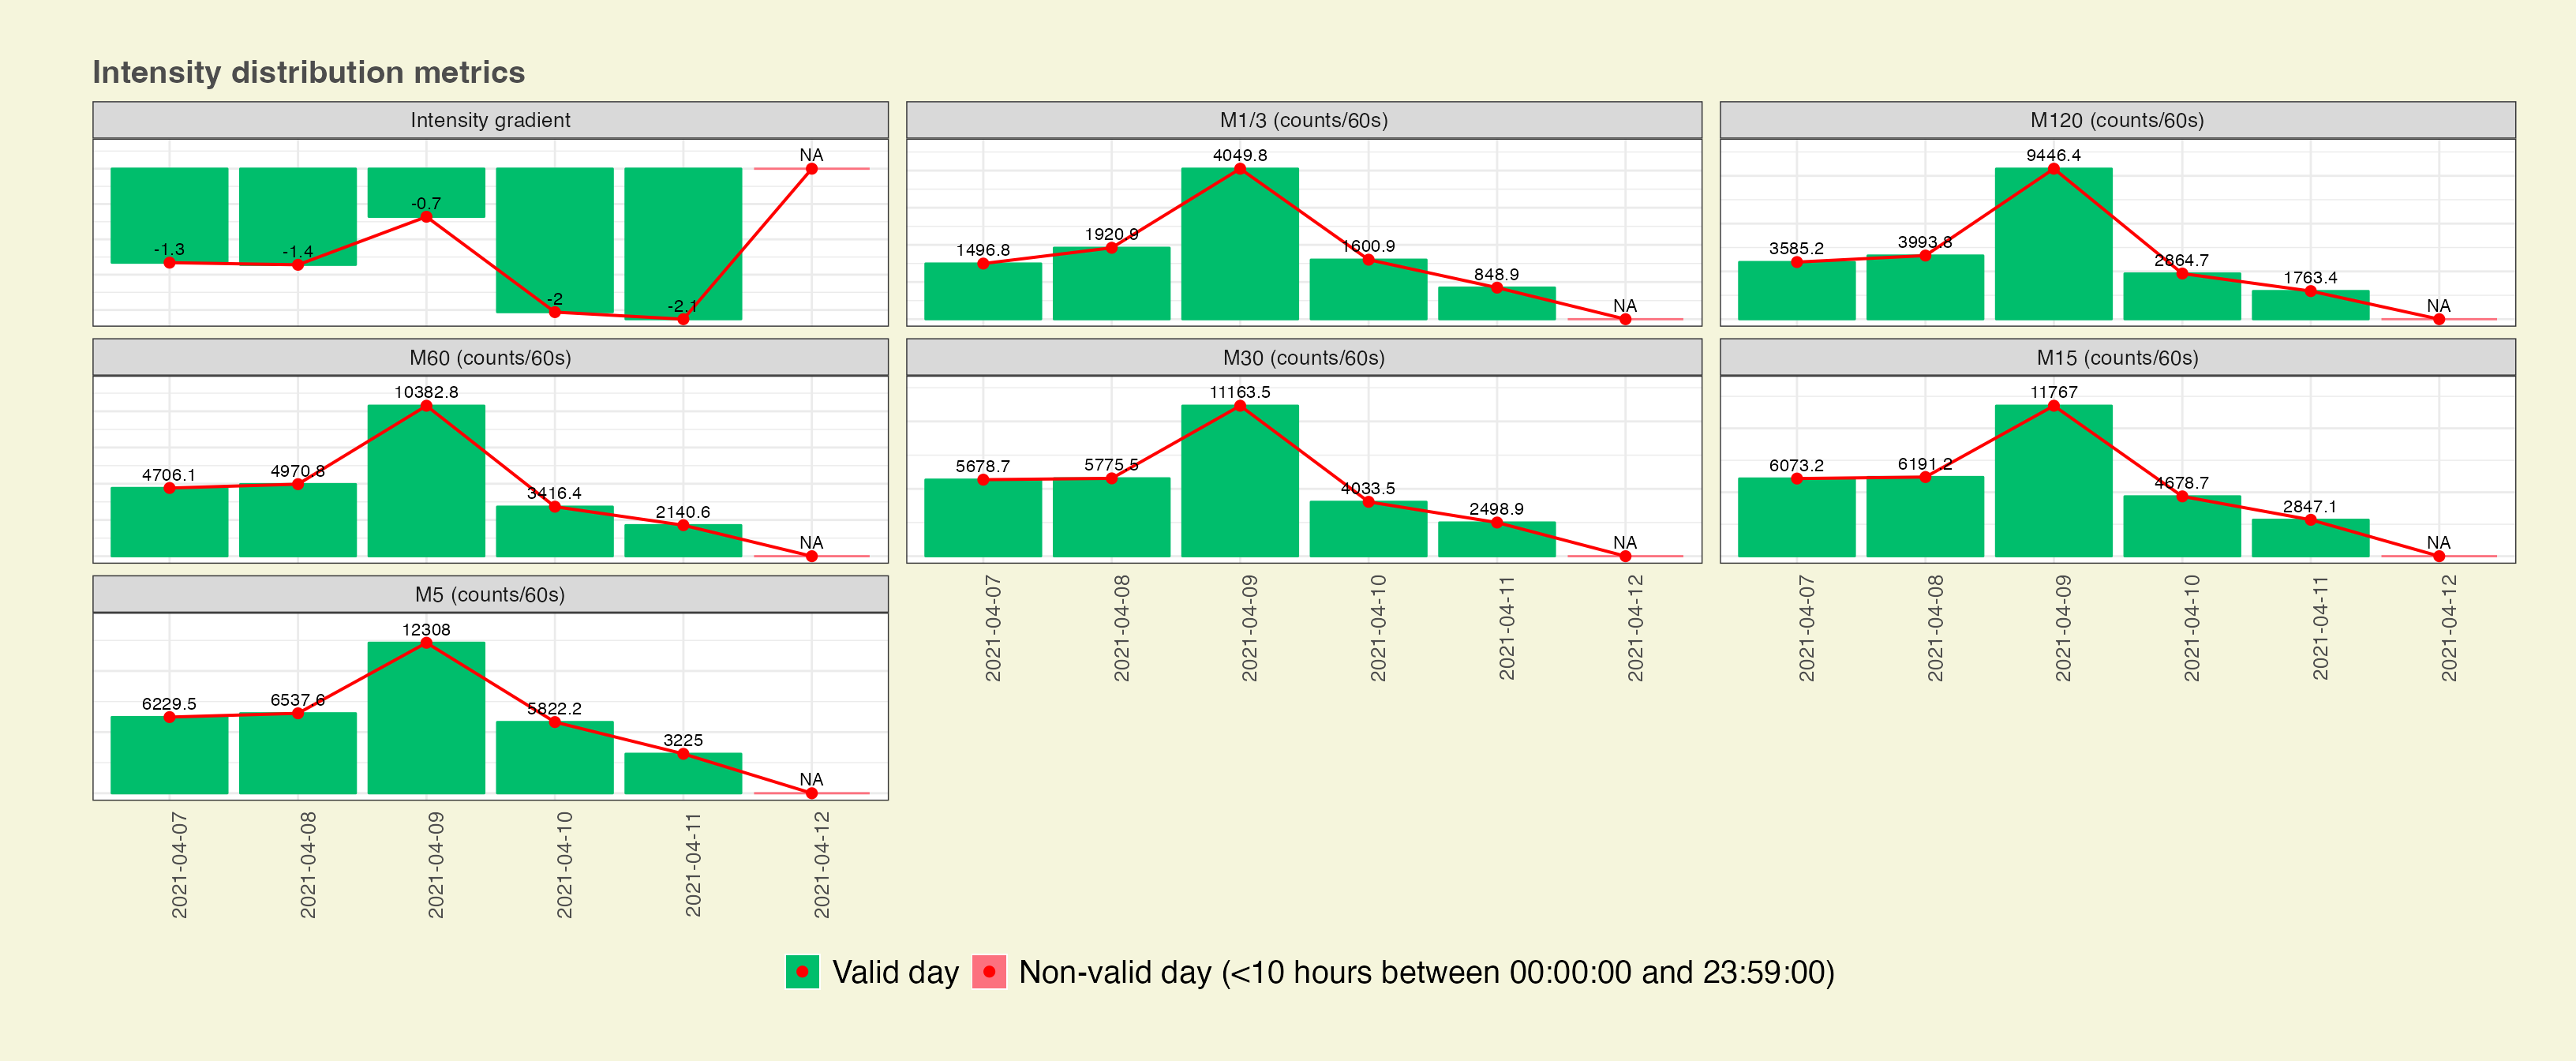 Intensity distribution metrics
Intensity gradient
-1.3 -1.4 -0.7 -2 -2.1 NA
M1/3 (counts/60s)
1496.8 1920.9 4049.8 1600.9 848.9 NA
M120 (counts/60s)
3585.2 3993.8 9446.4 2864.7 1763.4 NA
M60 (counts/60s)
4706.1 4970.8 10382.8 3416.4 2140.6 NA
M30 (counts/60s)
5678.7 5775.5 11163.5 4033.5 2498.9 NA
2021-04-07 2021-04-08 2021-04-09 2021-04-10 2021-04-11 2021-04-12
M15 (counts/60s)
6073.2 6191.2 11767 4678.7 2847.1 NA
2021-04-07 2021-04-08 2021-04-09 2021-04-10 2021-04-11 2021-04-12
M5 (counts/60s)
6229.5 6537.6 12308 5822.2 3225 NA
2021-04-07 2021-04-08 2021-04-09 2021-04-10 2021-04-11 2021-04-12
Valid day Non-valid day (<10 hours between 00:00:00 and 23:59:00)